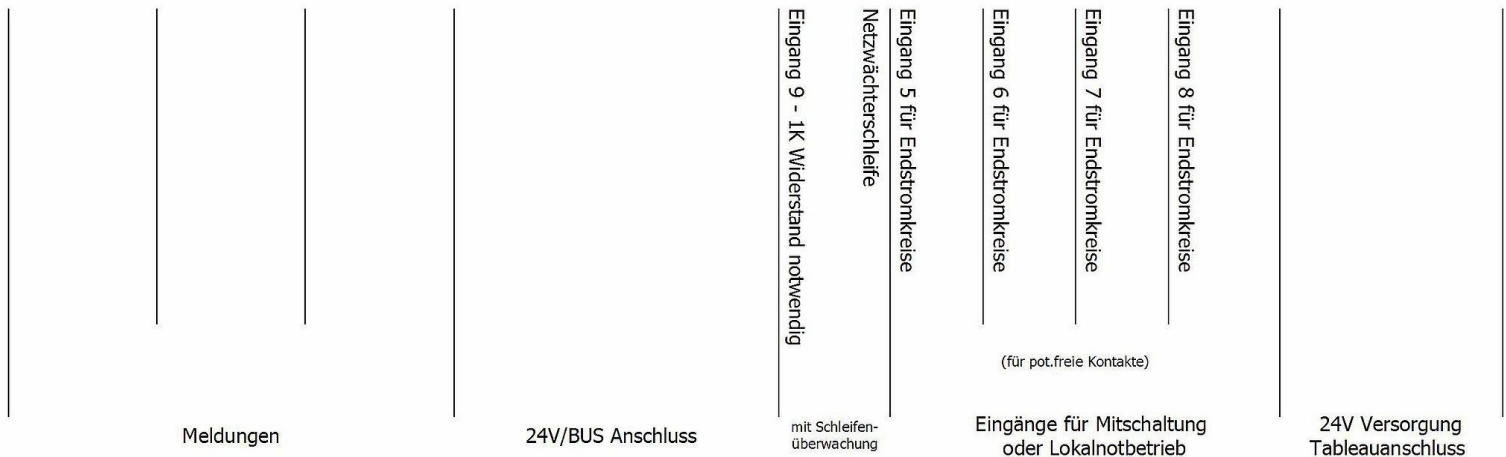 Eingang 9 - 1K Widerstand notwendig
Netzwächterschleife
Eingang 5 für Endstromkreise
Eingang 6 für Endstromkreise
Eingang 7 für Endstromkreise
Eingang 8 für Endstromkreise
(für pot.freie Kontakte)
Meldungen
24V/BUS Anschluss
mit Schleifen-
überwachung
Eingänge für Mitschaltung
oder Lokalnotbetrieb
24V Versorgung
Tableauanschluss